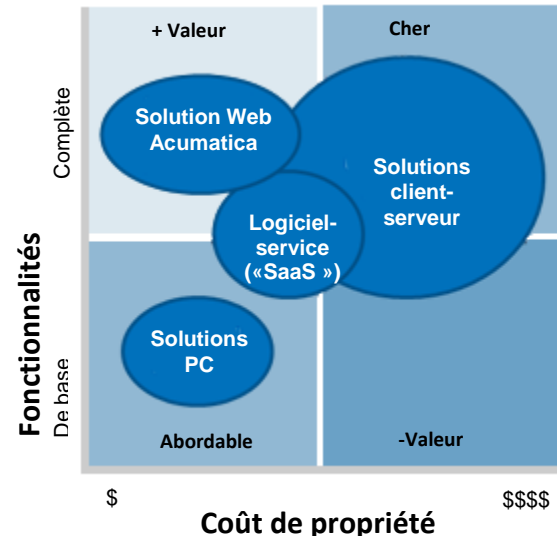 + Valeur
Cher
Solution Web
Acumatica
Solutions
client-
serveur
Logiciel-
service
(«SaaS »)
Solutions
PC
Abordable
-Valeur
Complète
De base
Fonctionnalités
$
$$$$
Coût de propriété